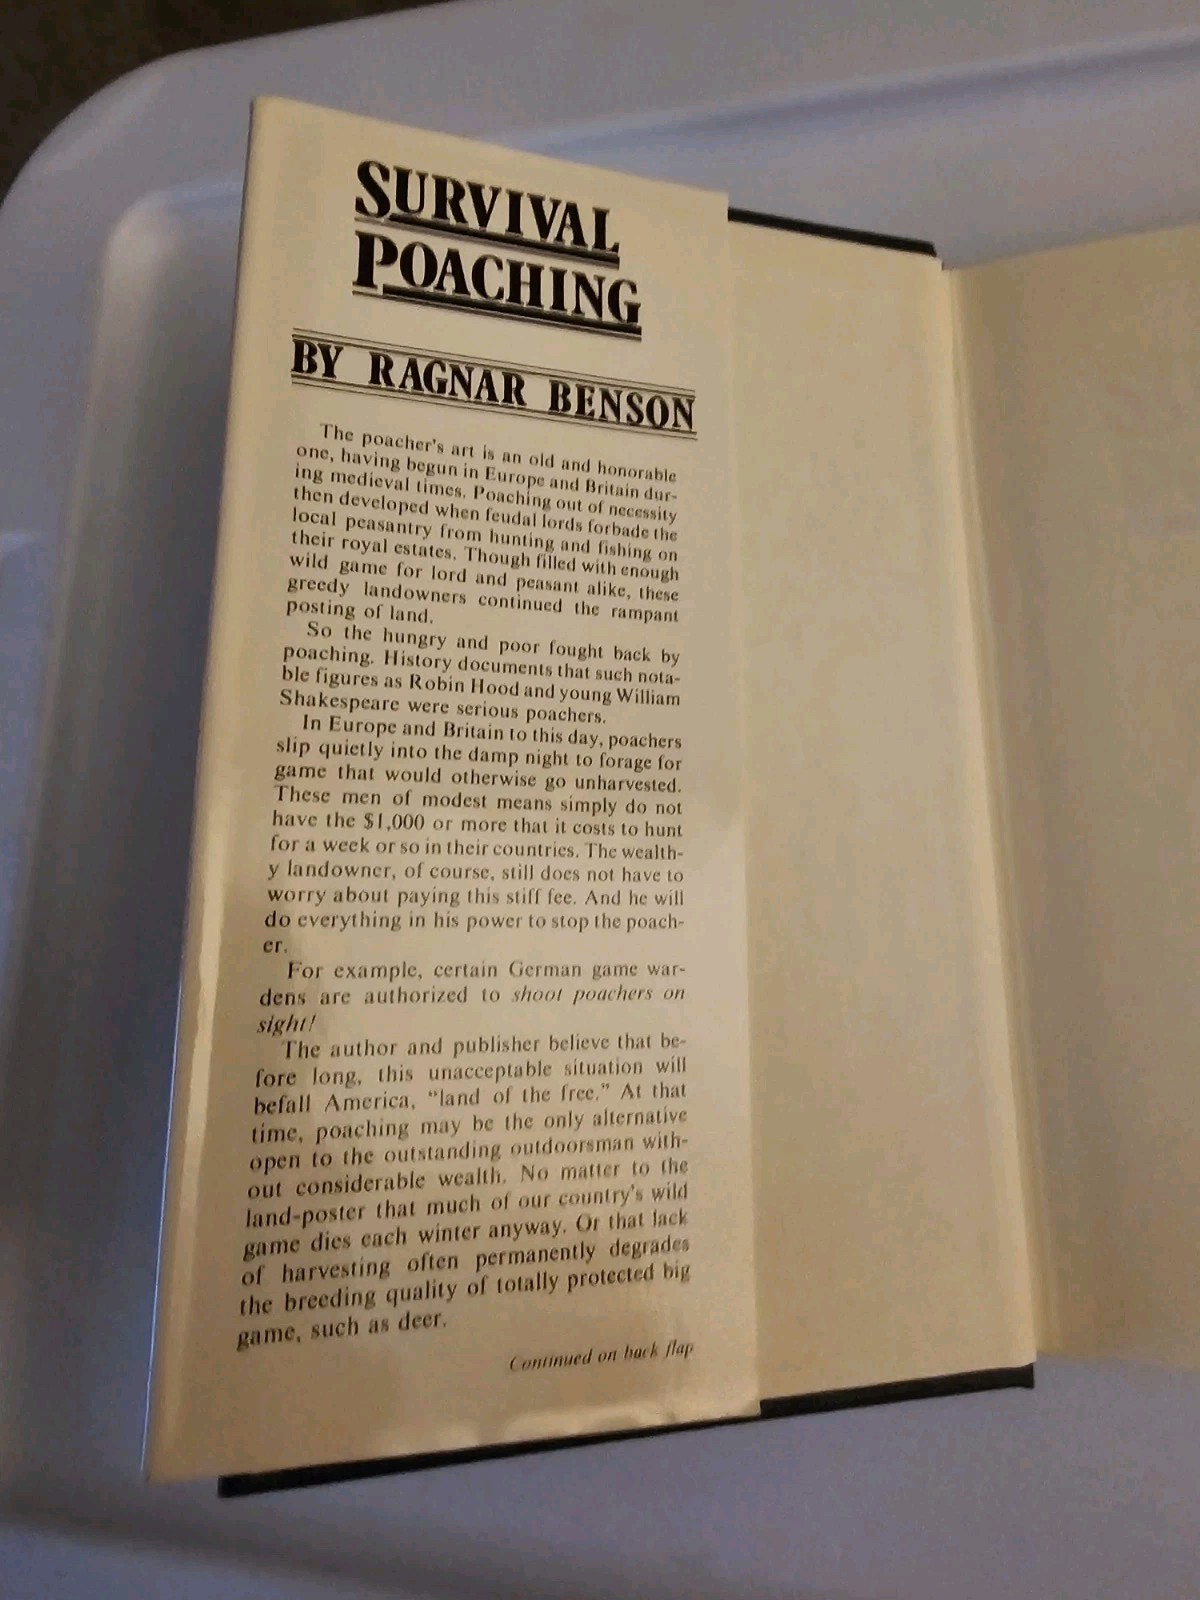 SURVIVAL
POACHING
BY RAGNAR BENSON
The poacher's art is an old and honorable
one, having begun in Europe and Britain dur-
ing medieval times. Poaching out of necessity
then developed when feudal lords forbade the
local peasantry from hunting and fishing on
their royal estates. Though filled with enough
wild game for lord and peasant alike, these
greedy landowners continued the rampant
posting of land.
So the hungry and poor fought back by
poaching. History documents that such nota-
ble figures as Robin Hood and young William
Shakespeare were serious poachers.
In Europe and Britain to this day, poachers
slip quietly into the damp night to forage for
game that would otherwise go unharvested.
These men of modest means simply do not
have the $1,000 or more that it costs to hunt
for a week or so in their countries. The wealth-
y landowner, of course, still does not have to
worry about paying this stiff fee. And he will
do everything in his power to stop the poach-
er.
For example, certain German game war-
dens are authorized to shoot poachers on
sight!
The author and publisher believe that be-
fore long, this unacceptable situation will
befall America, "land of the free." At that
time, poaching may be the only alternative
open to the outstanding outdoorsman with-
out considerable wealth. No matter to the
land-poster that much of our country's wild
game dies each winter anyway. Or that lack
of harvesting often permanently degrades
the breeding quality of totally protected big
game, such as deer.
Continued on back flap